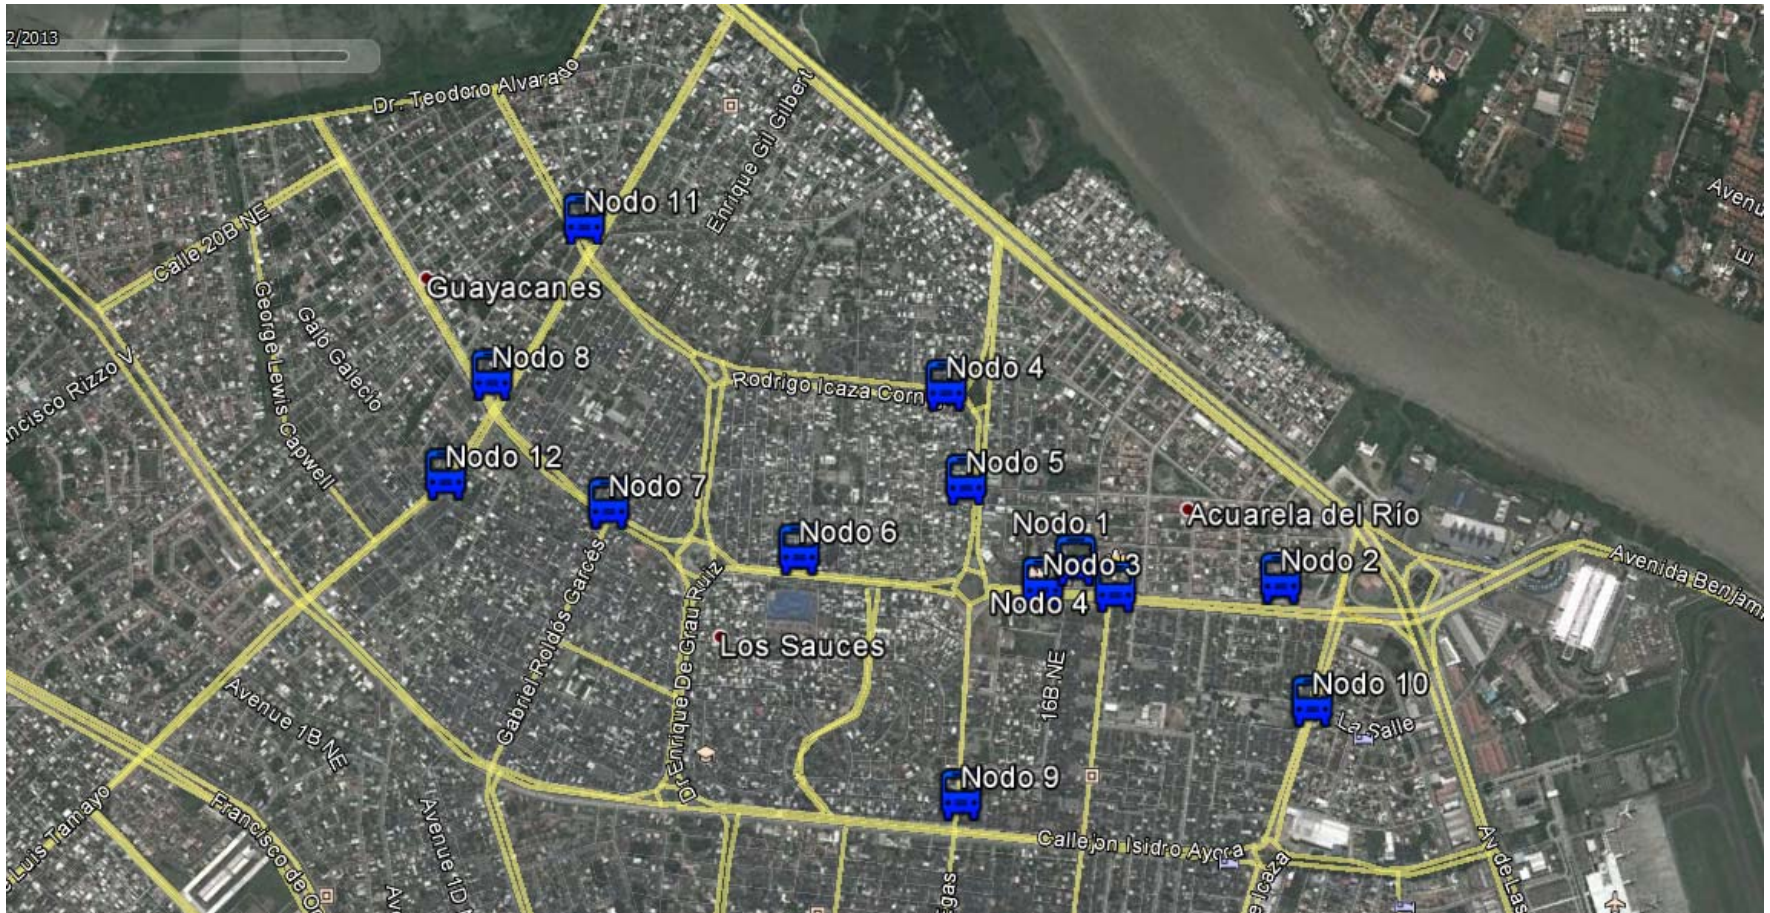 2/2013
Dr. Teodoro Alvarado
Enrique Gil Gilbert
Nodo 11
Calle 20B NE
Guayacanes
George Lewis Capwell
Galo Galecio
Nodo 8
Nodo 4
Rodrigo Icaza Corn
ncisco Rizzo V
Nodo 12
Nodo 7
Nodo 5
Nodo 1
Acuarela del Río
Nodo 6
Nodo 3
Nodo 2
Avenida Benjam
Nodo 4
Gabriel Roldós Garcés
Dr Enrique De Grau Ruiz
Los Sauces
16B NE
Nodo 10
La Salle
Avenue 1B NE
Nodo 9
e Luis Tamayo
Francisco de Or
Avenue 1D N
Callejon Isidro Ayora
Av de Las
e Icaza
egas
Ave
Avenu
E